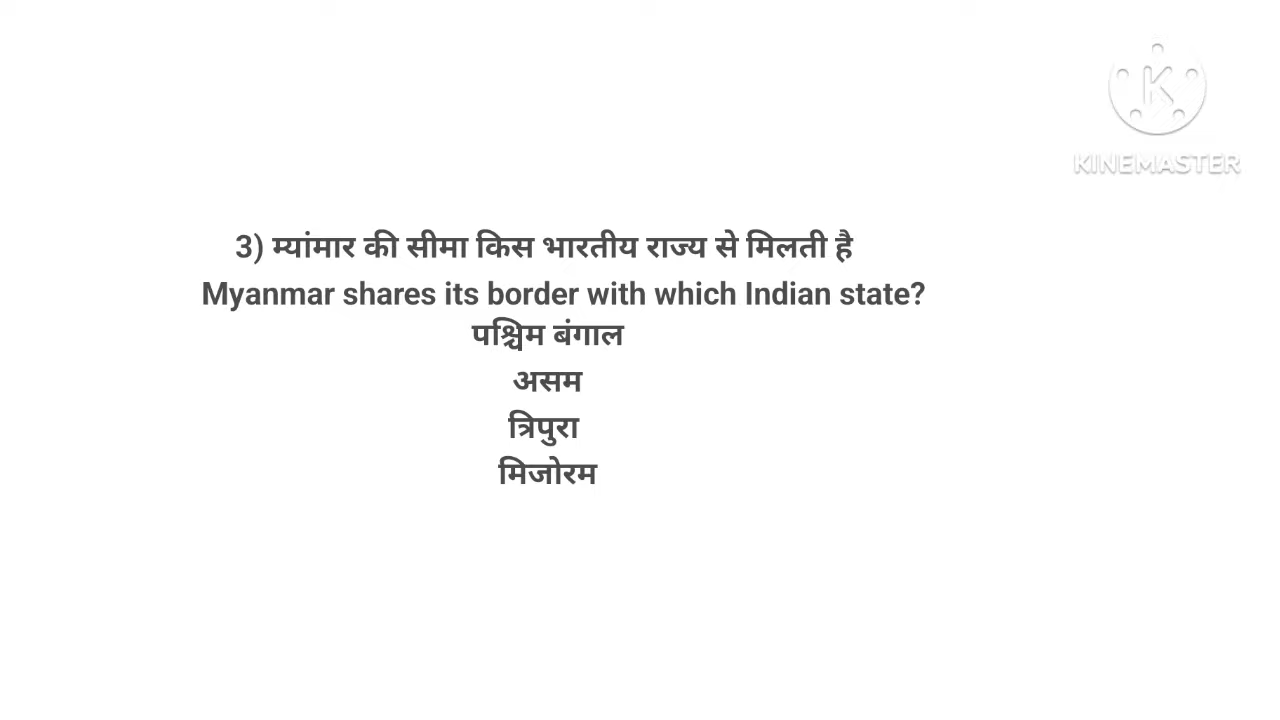 KINEMASTER
3) म्यांमार की सीमा किस भारतीय राज्य से मिलती है
Myanmar shares its border with which Indian state?
पश्चिम बंगाल
असम
त्रिपुरा
मिजोरम